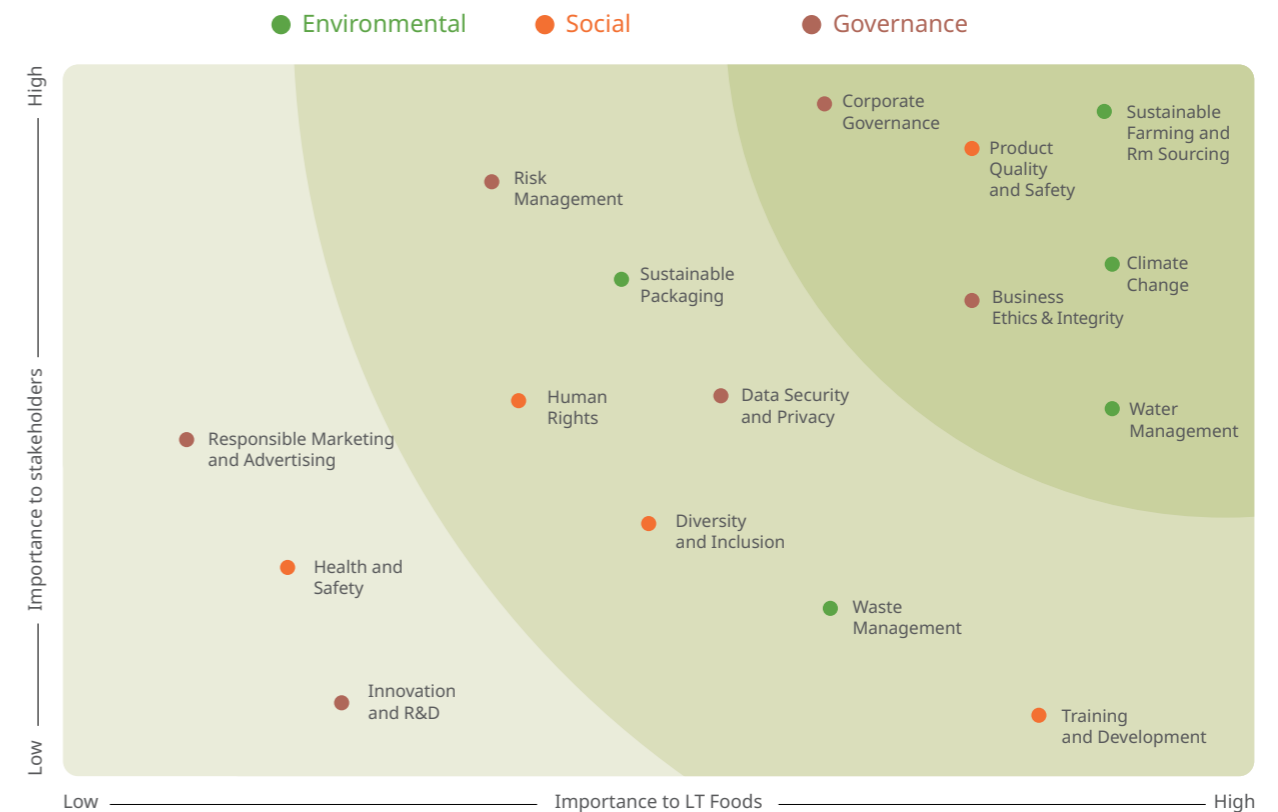 Environmental
Social
Governance
High
Importance to stakeholders
Low
Corporate
Governance
Sustainable
Farming and
Rm Sourcing
Product
Quality
and Safety
Risk
Management
Sustainable
Packaging
Climate
Change
Business
Ethics & Integrity
Human
Rights
Data Security
and Privacy
Water
Management
Responsible Marketing
and Advertising
Diversity
and Inclusion
Health and
Safety
Waste
Management
Innovation
and R&D
Training
and Development
Low
Importance to LT Foods
High